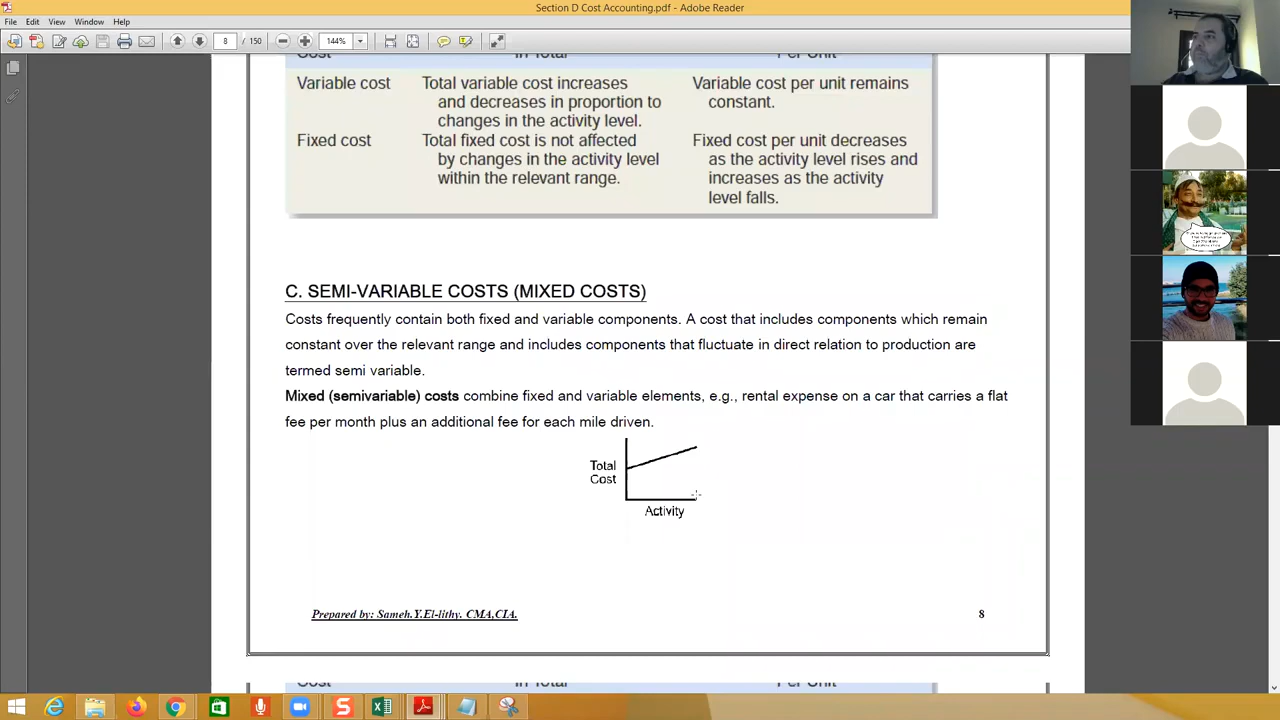 Section D Cost Accounting.pdf - Adobe Reader
File Edit View Window Help
8 / 150 144%
Cost In Total Per Unit
Variable cost Total variable cost increases Variable cost per unit remains
and decreases in proportion to constant.
changes in the activity level.
Fixed cost Total fixed cost is not affected Fixed cost per unit decreases
by changes in the activity level as the activity level rises and
within the relevant range. increases as the activity
level falls.
C. SEMI-VARIABLE COSTS (MIXED COSTS)
Costs frequently contain both fixed and variable components. A cost that includes components which remain
constant over the relevant range and includes components that fluctuate in direct relation to production are
termed semi variable.
Mixed (semivariable) costs combine fixed and variable elements, e.g., rental expense on a car that carries a flat
fee per month plus an additional fee for each mile driven.
Total
Cost
Activity
Prepared by: Sameh.Y.El-lithy. CMA,CIA. 8
Cost In Total Per Unit